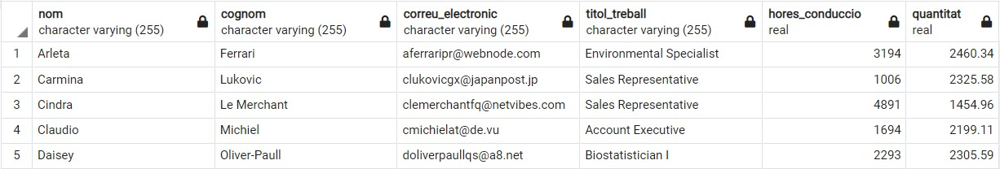 nom cognom correu_electronic titol_treball hores_conduccio quantitat
character varying (255) character varying (255) character varying (255) character varying (255) real real
1 Arleta Ferrari aferraripr@webnode.com Environmental Specialist 3194 2460.34
2 Carmina Lukovic clukovicgx@japanpost.jp Sales Representative 1006 2325.58
3 Cindra Le Merchant clemerchantfq@netvibes.com Sales Representative 4891 1454.96
4 Claudio Michiel cmichielat@de.vu Account Executive 1694 2199.11
5 Daisey Oliver-Paull doliverpaullqs@a8.net Biostatistician I 2293 2305.59